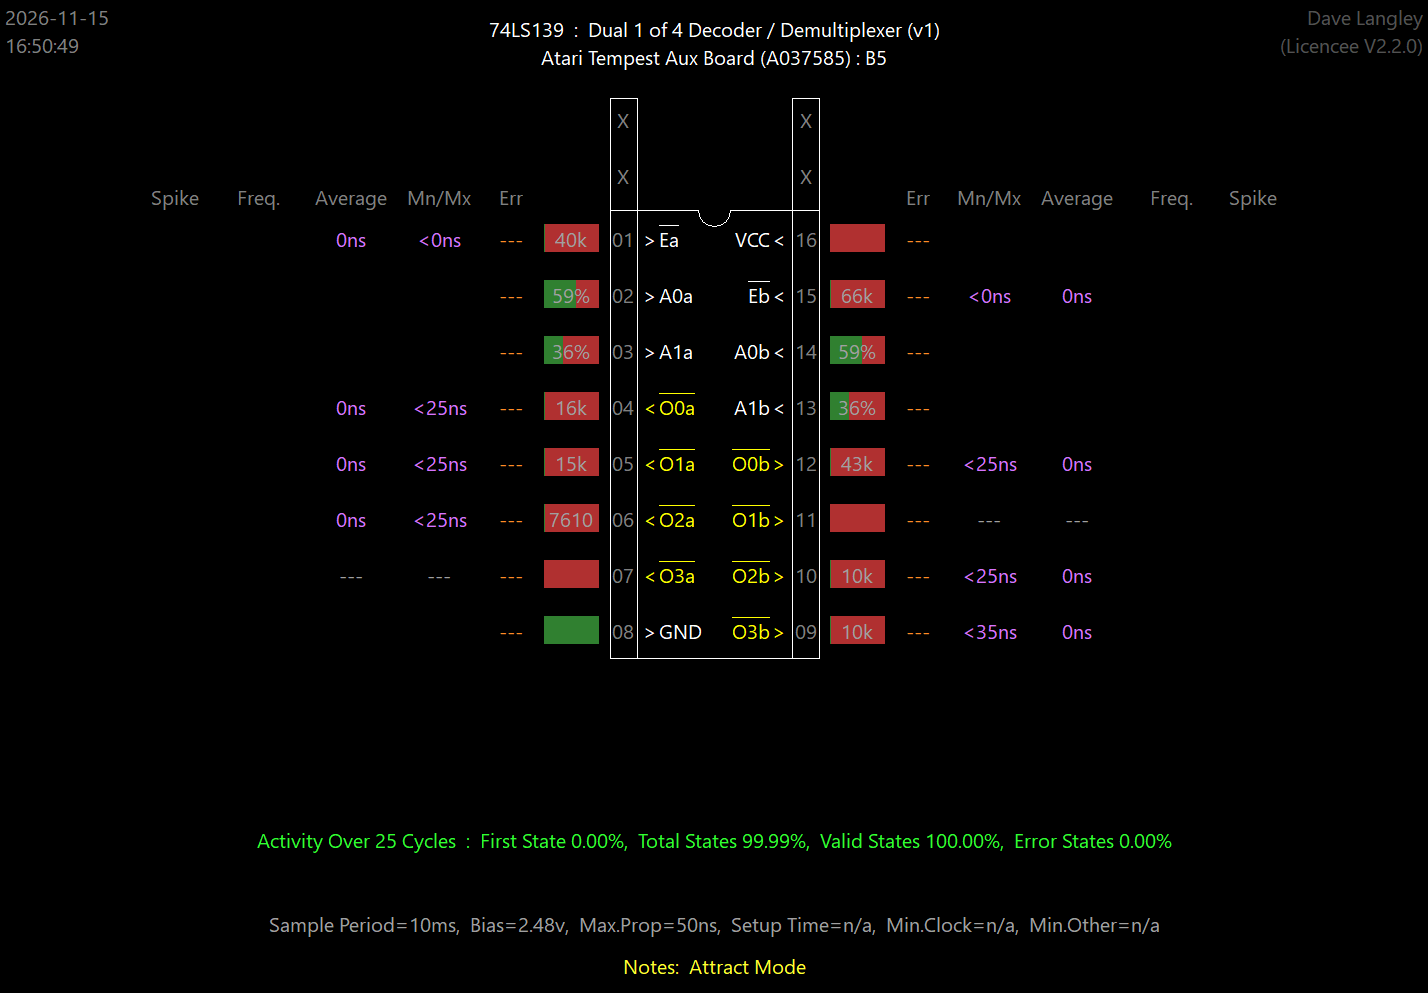 2026-11-15
16:50:49
74LS139 : Dual 1 of 4 Decoder / Demultiplexer (v1)
Atari Tempest Aux Board (A037585) : B5
Dave Langley
(Licencee V2.2.0)
X X
X X
Spike Freq. Average Mn/Mx Err Err Mn/Mx Average Freq. Spike
0ns <0ns --- 40k 01 > Ea VCC < 16 ---
--- 59% 02 > A0a Eb < 15 66k --- <0ns 0ns
--- 36% 03 > A1a A0b < 14 59% ---
0ns <25ns --- 16k 04 < O0a A1b < 13 36% ---
0ns <25ns --- 15k 05 < O1a O0b > 12 43k --- <25ns 0ns
0ns <25ns --- 7610 06 < O2a O1b > 11 --- --- ---
--- --- --- 07 < O3a O2b > 10 10k --- <25ns 0ns
--- 08 > GND O3b > 09 10k --- <35ns 0ns
Activity Over 25 Cycles : First State 0.00%, Total States 99.99%, Valid States 100.00%, Error States 0.00%
Sample Period=10ms, Bias=2.48v, Max.Prop=50ns, Setup Time=n/a, Min.Clock=n/a, Min.Other=n/a
Notes: Attract Mode